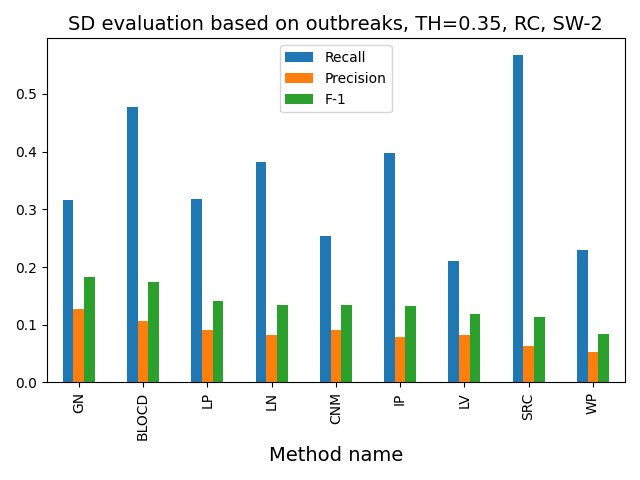 SD evaluation based on outbreaks, TH=0.35, RC, SW-2
Recall
Precision
F-1
0.5
0.4
0.3
0.2
0.1
0.0
GN
BLOCD
LP
LN
CNM
IP
LV
SRC
WP
Method name